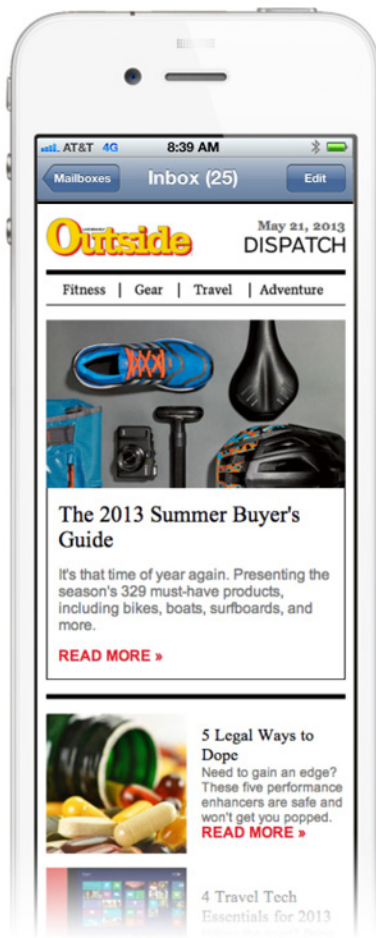 AT&T 4G 8:39 AM
Mailboxes Inbox (25) Edit
Outside May 21, 2013
DISPATCH
Fitness | Gear | Travel | Adventure
The 2013 Summer Buyer's
Guide
It's that time of year again. Presenting the
season's 329 must-have products,
including bikes, boats, surfboards, and
more.
READ MORE »
5 Legal Ways to
Dope
Need to gain an edge?
These five performance
enhancers are safe and
won't get you popped.
READ MORE »
4 Travel Tech
Essentials for 2013